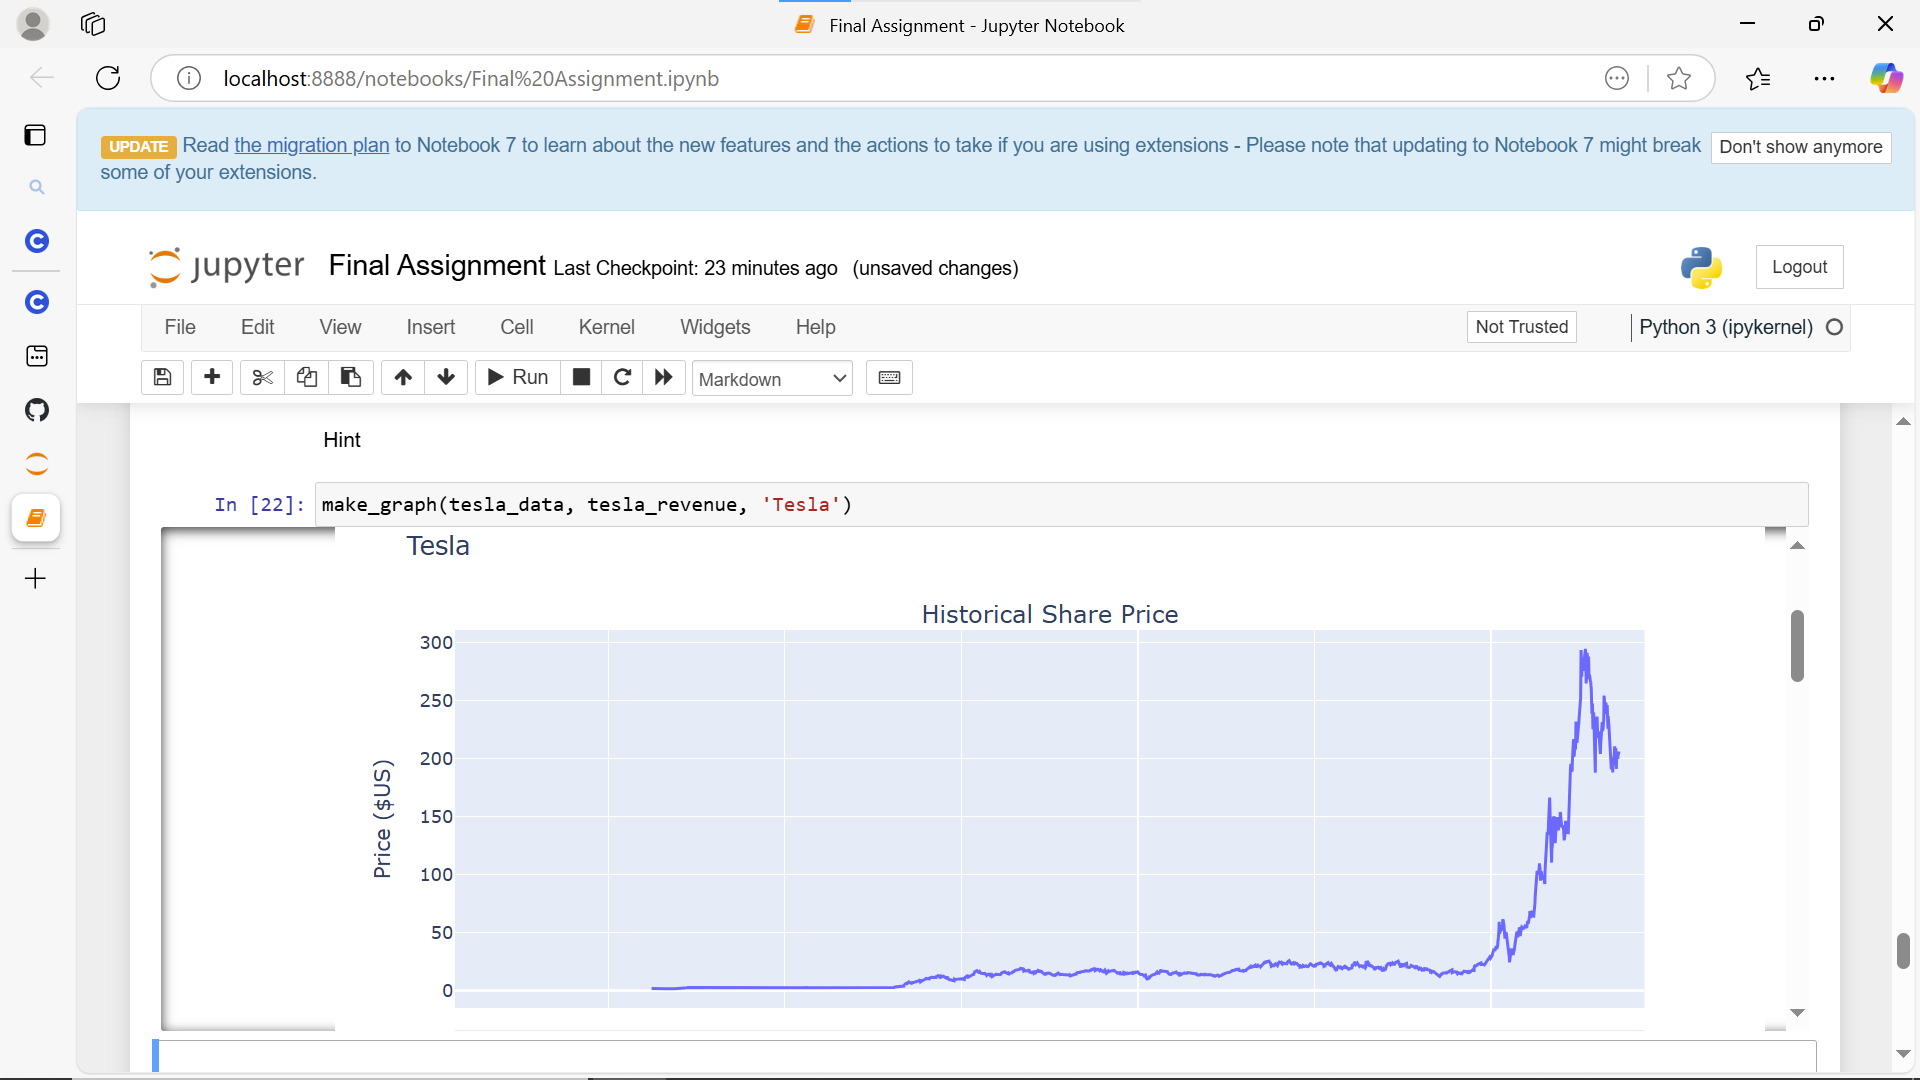 Final Assignment - Jupyter Notebook
localhost:8888/notebooks/Final%20Assignment.ipynb
UPDATE Read the migration plan to Notebook 7 to learn about the new features and the actions to take if you are using extensions - Please note that updating to Notebook 7 might break
some of your extensions.
Don't show anymore
jupyter Final Assignment Last Checkpoint: 23 minutes ago (unsaved changes)
Logout
File Edit View Insert Cell Kernel Widgets Help
Not Trusted
Python 3 (ipykernel)
Run
Markdown
Hint
In [22]: make_graph(tesla_data, tesla_revenue, 'Tesla')
Tesla
Historical Share Price
300
250
200
150
100
50
0
Price ($US)